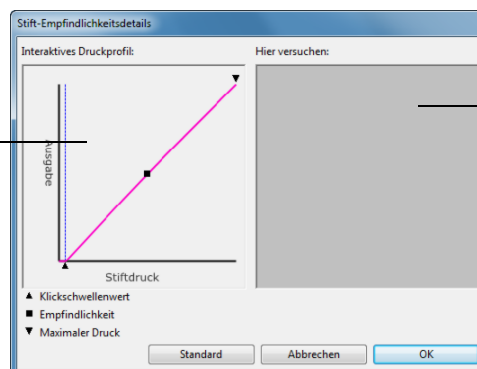 Stift-Empfindlichkeitsdetails
Interaktives Druckprofil:
Hier versuchen:
Ausgabe
Stiftdruck
▲ Klickschwellenwert
■ Empfindlichkeit
▼ Maximaler Druck
Standard
Abbrechen
OK